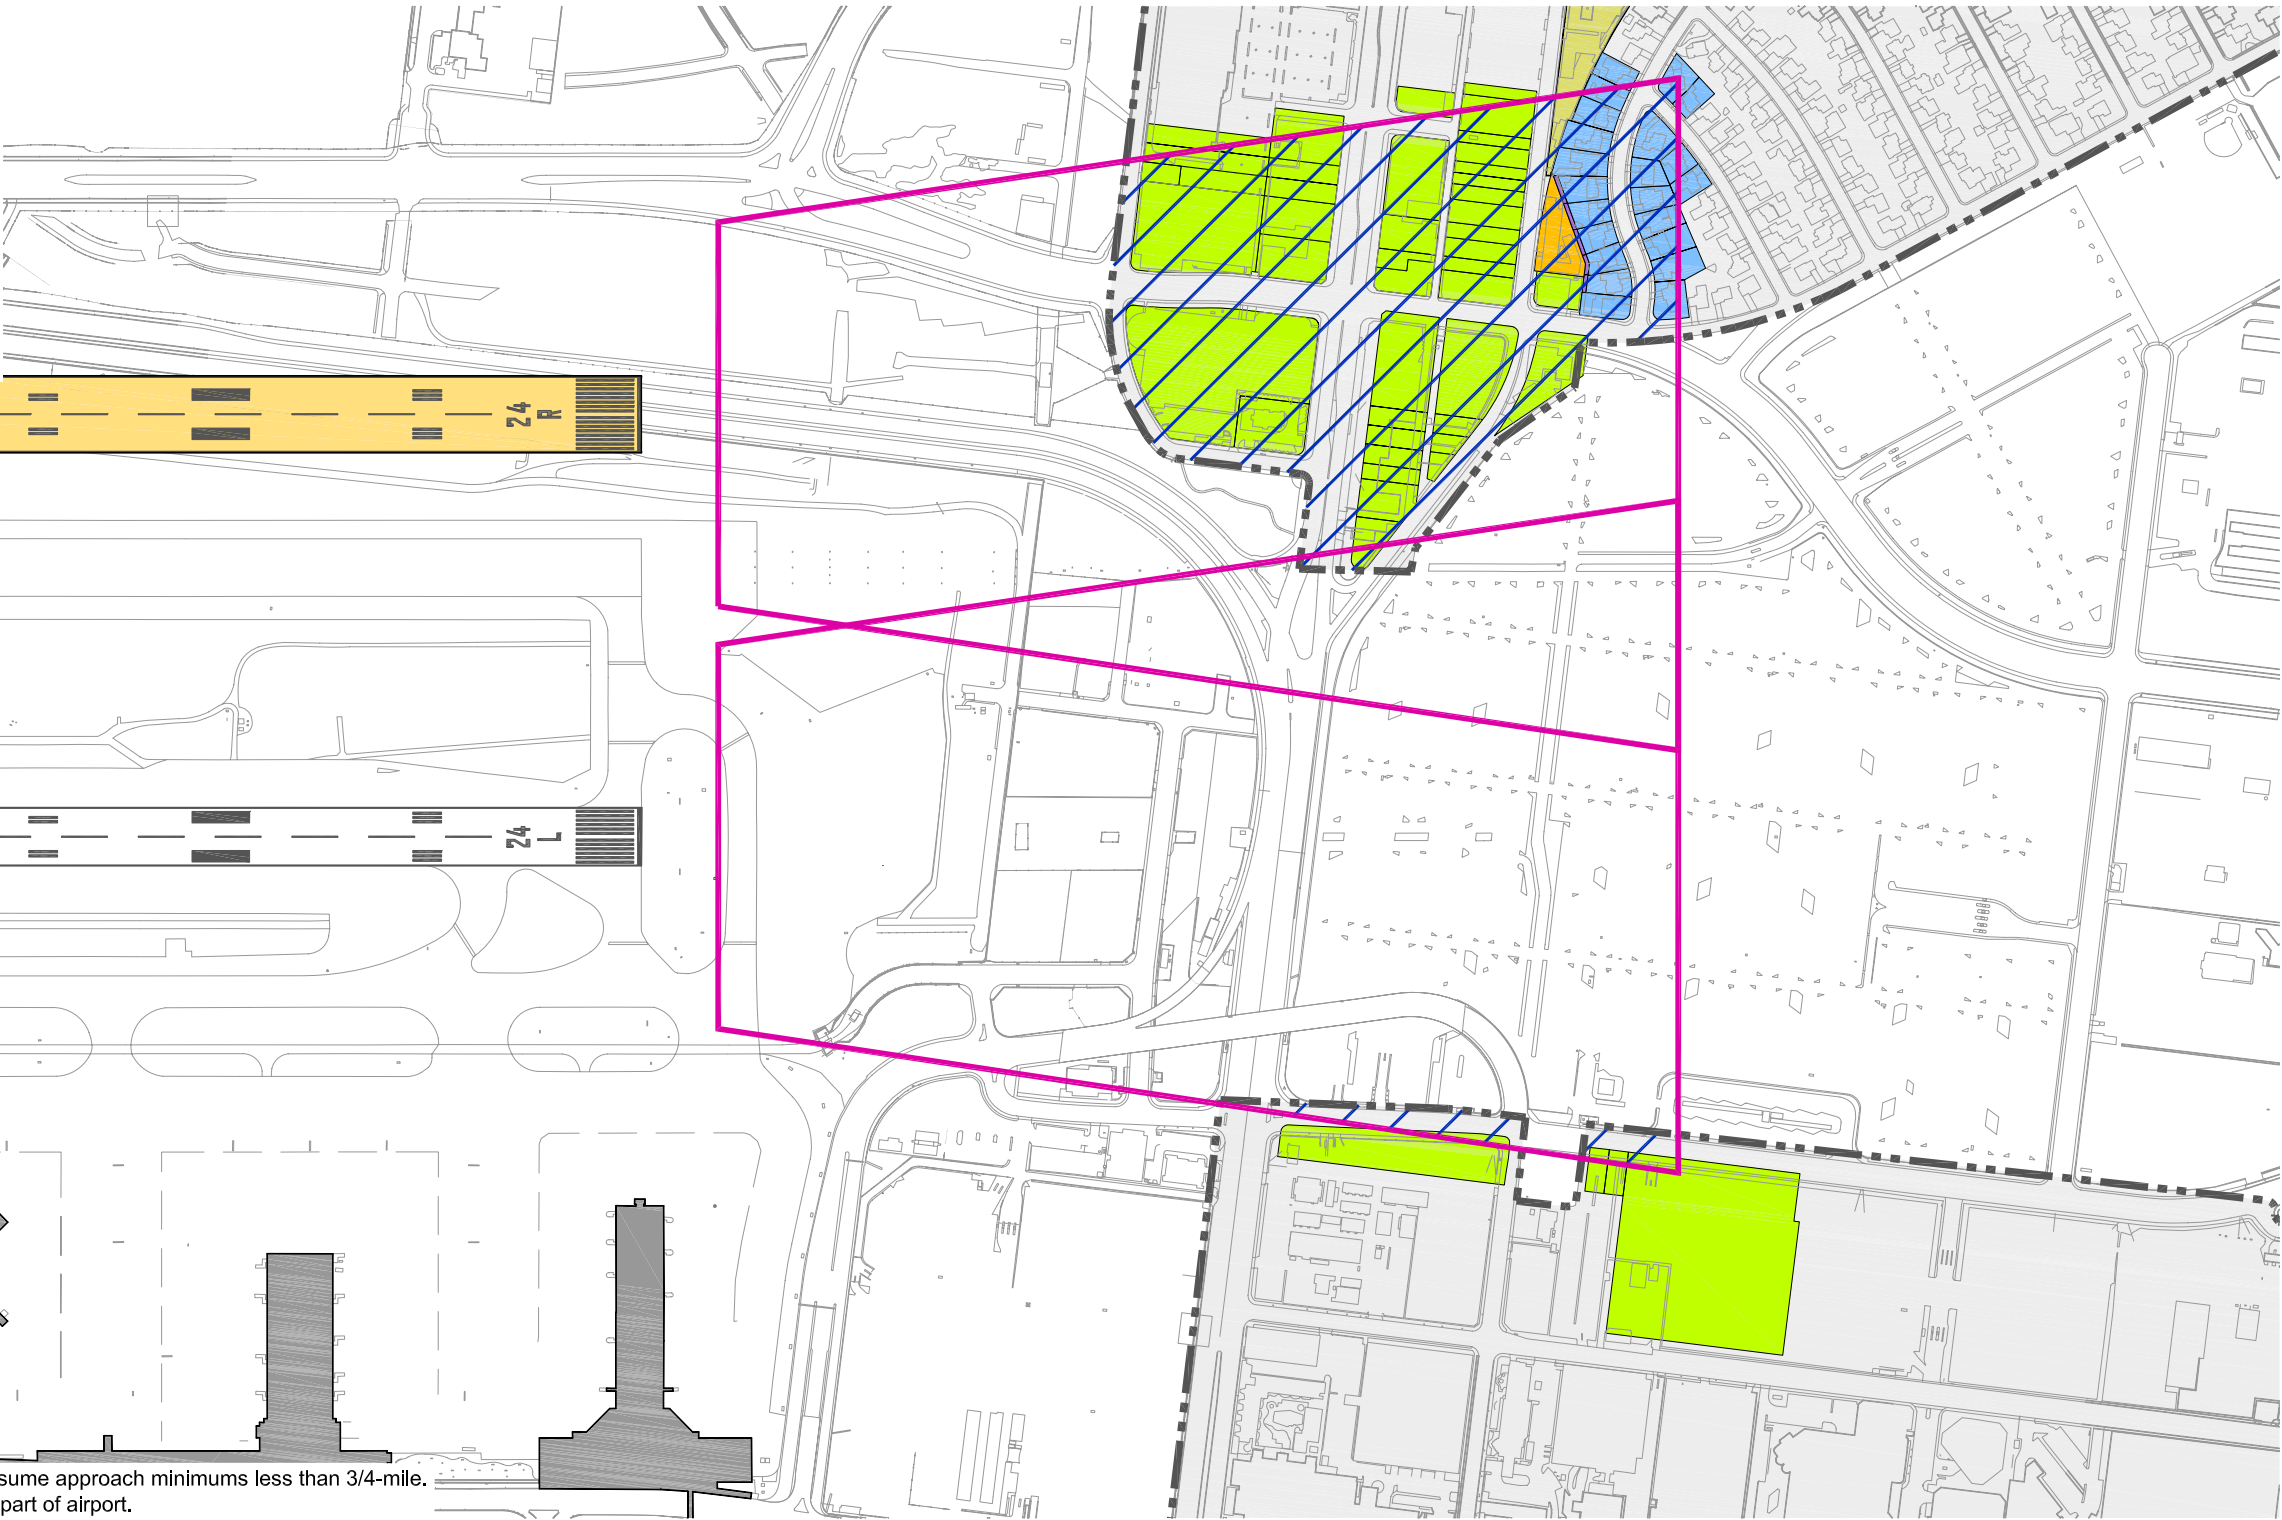 24
R
24
L
sume approach minimums less than 3/4-mile.
part of airport.